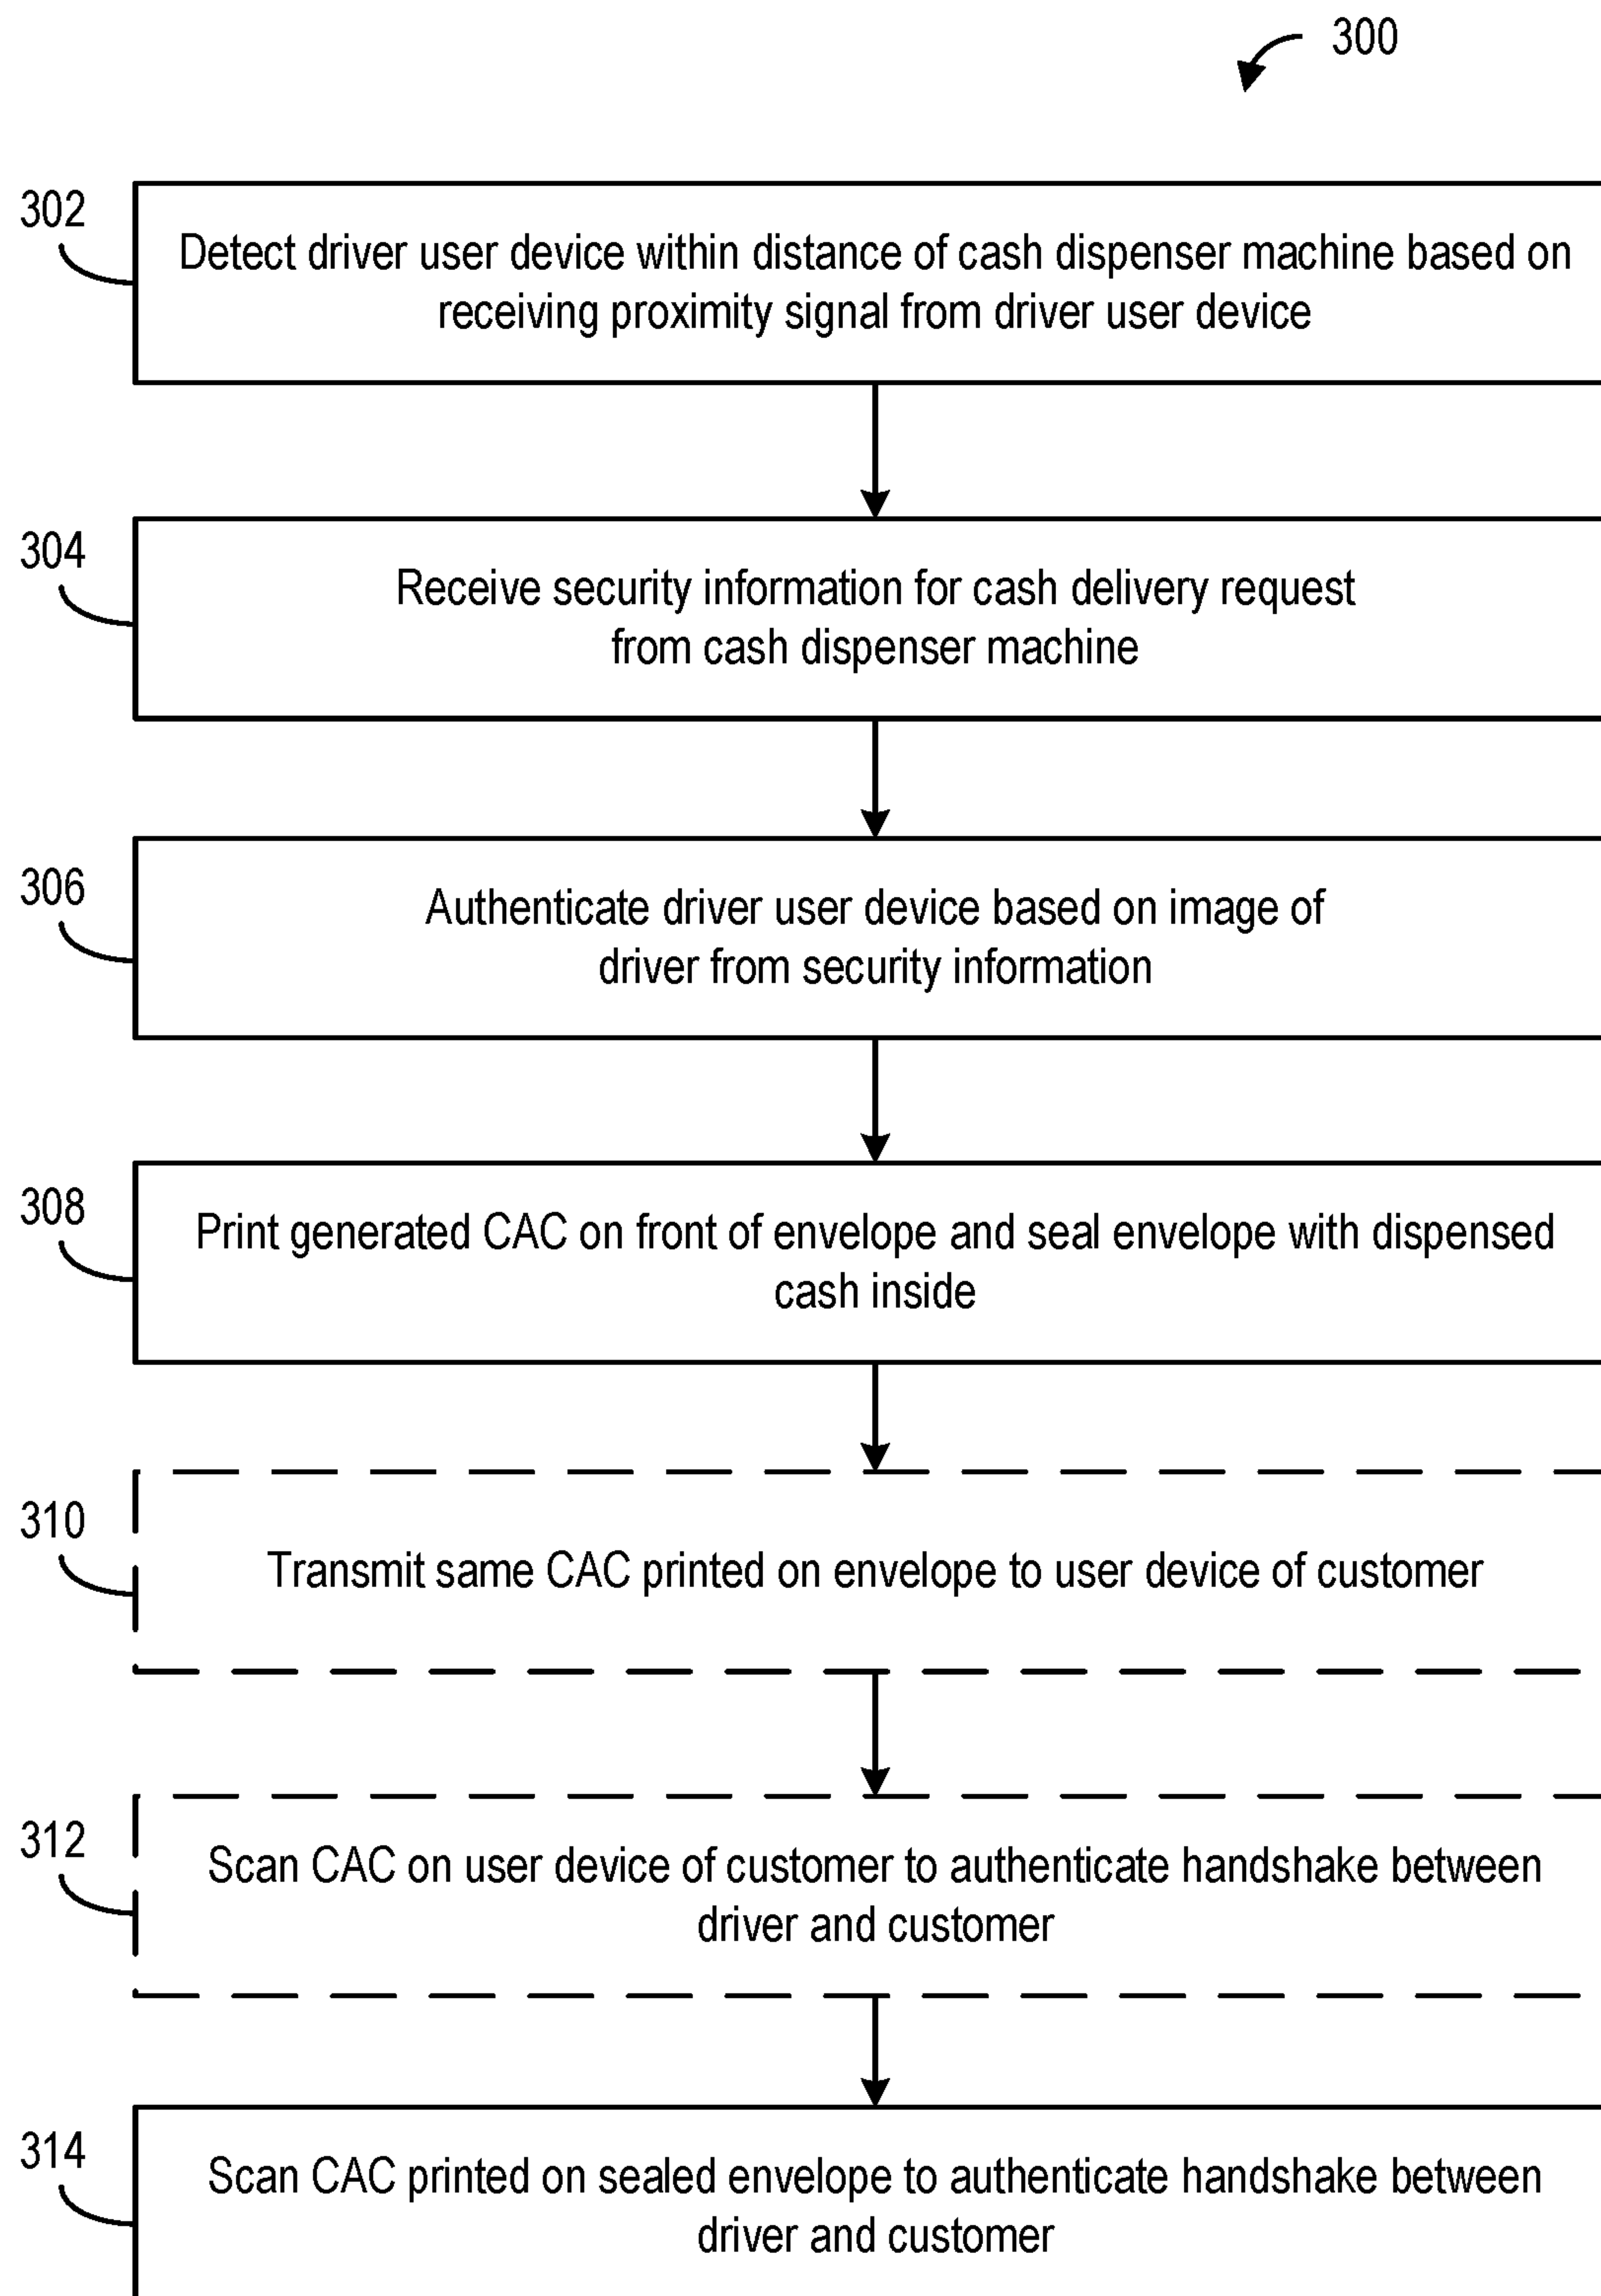 300
302
Detect driver user device within distance of cash dispenser machine based on
receiving proximity signal from driver user device
304
Receive security information for cash delivery request
from cash dispenser machine
306
Authenticate driver user device based on image of
driver from security information
308
Print generated CAC on front of envelope and seal envelope with dispensed
cash inside
310
Transmit same CAC printed on envelope to user device of customer
312
Scan CAC on user device of customer to authenticate handshake between
driver and customer
314
Scan CAC printed on sealed envelope to authenticate handshake between
driver and customer